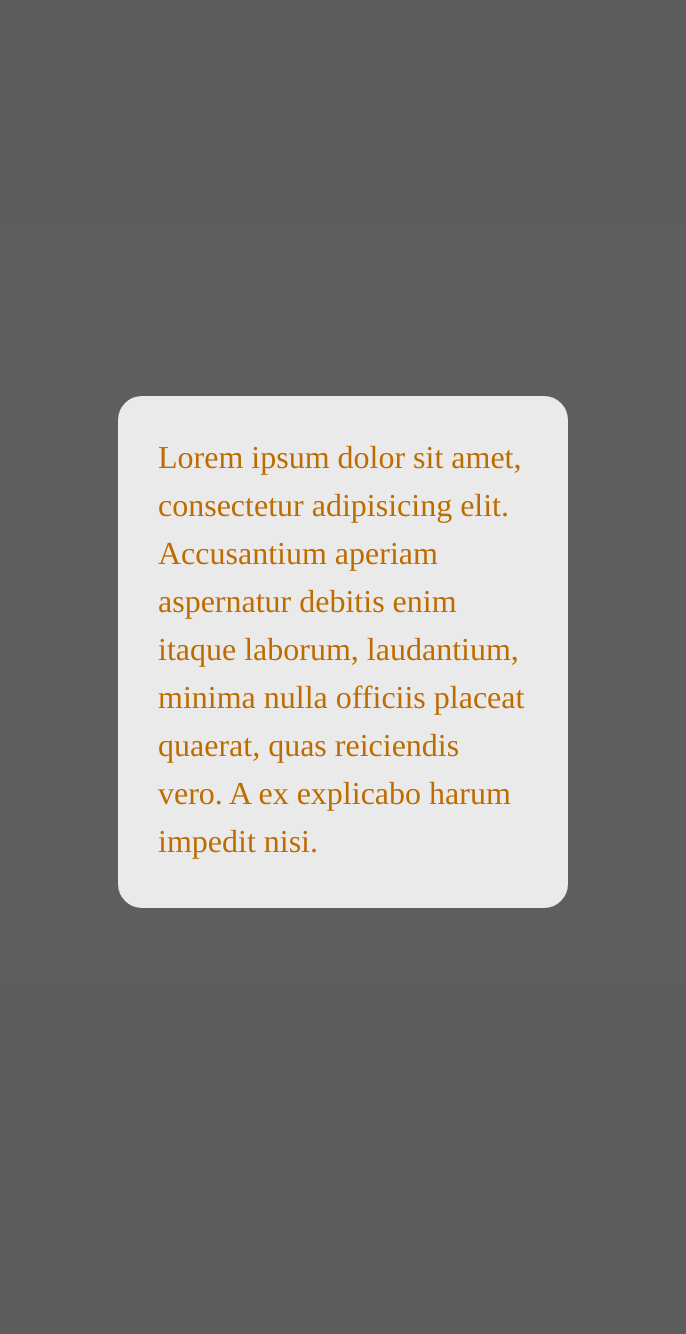 Lorem ipsum dolor sit amet,
consectetur adipisicing elit.
Accusantium aperiam
aspernatur debitis enim
itaque laborum, laudantium,
minima nulla officiis placeat
quaerat, quas reiciendis
vero. A ex explicabo harum
impedit nisi.